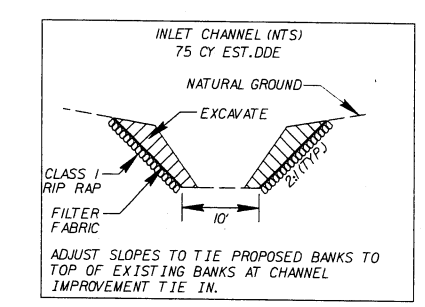 INLET CHANNEL (NTS)
75 CY EST.DDE
NATURAL GROUND
EXCAVATE
CLASS I
RIP RAP
2:1 (TYP.)
FILTER
FABRIC
10'
ADJUST SLOPES TO TIE PROPOSED BANKS TO
TOP OF EXISTING BANKS AT CHANNEL
IMPROVEMENT TIE IN.